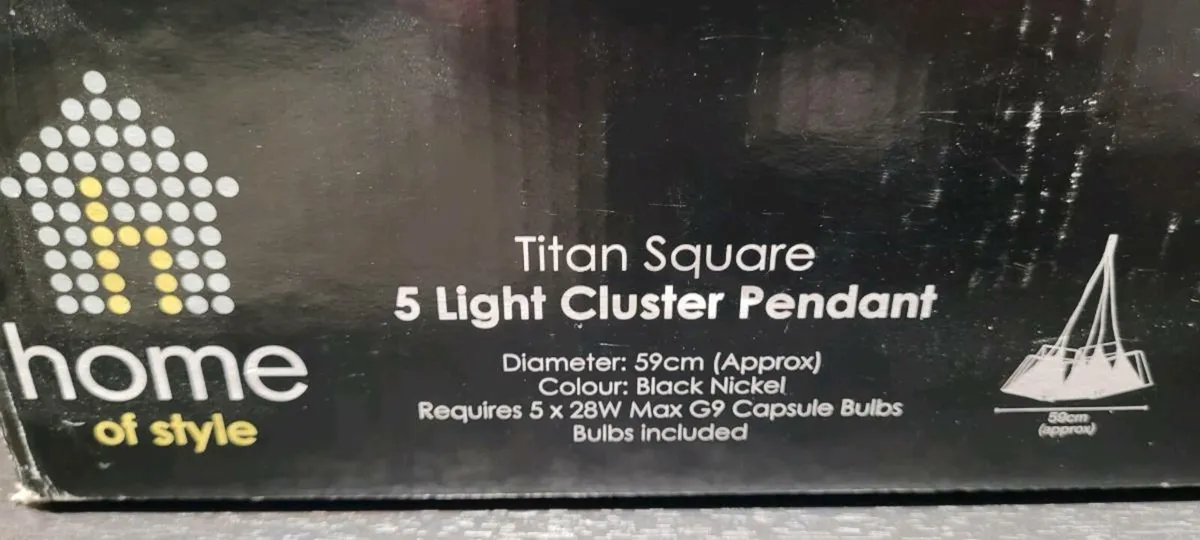 home
of style
Titan Square
5 Light Cluster Pendant
Diameter: 59cm (Approx)
Colour: Black Nickel
Requires 5 x 28W Max G9 Capsule Bulbs
Bulbs included
59cm
(approx)